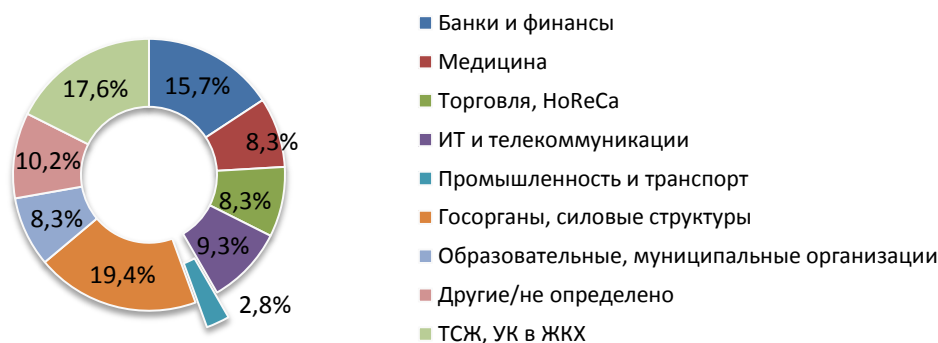 15,7%
8,3%
8,3%
9,3%
2,8%
19,4%
8,3%
10,2%
17,6%
Банки и финансы
Медицина
Торговля, HoReCa
ИТ и телекоммуникации
Промышленность и транспорт
Госорганы, силовые структуры
Образовательные, муниципальные организации
Другие/не определено
ТСЖ, УК в ЖКХ